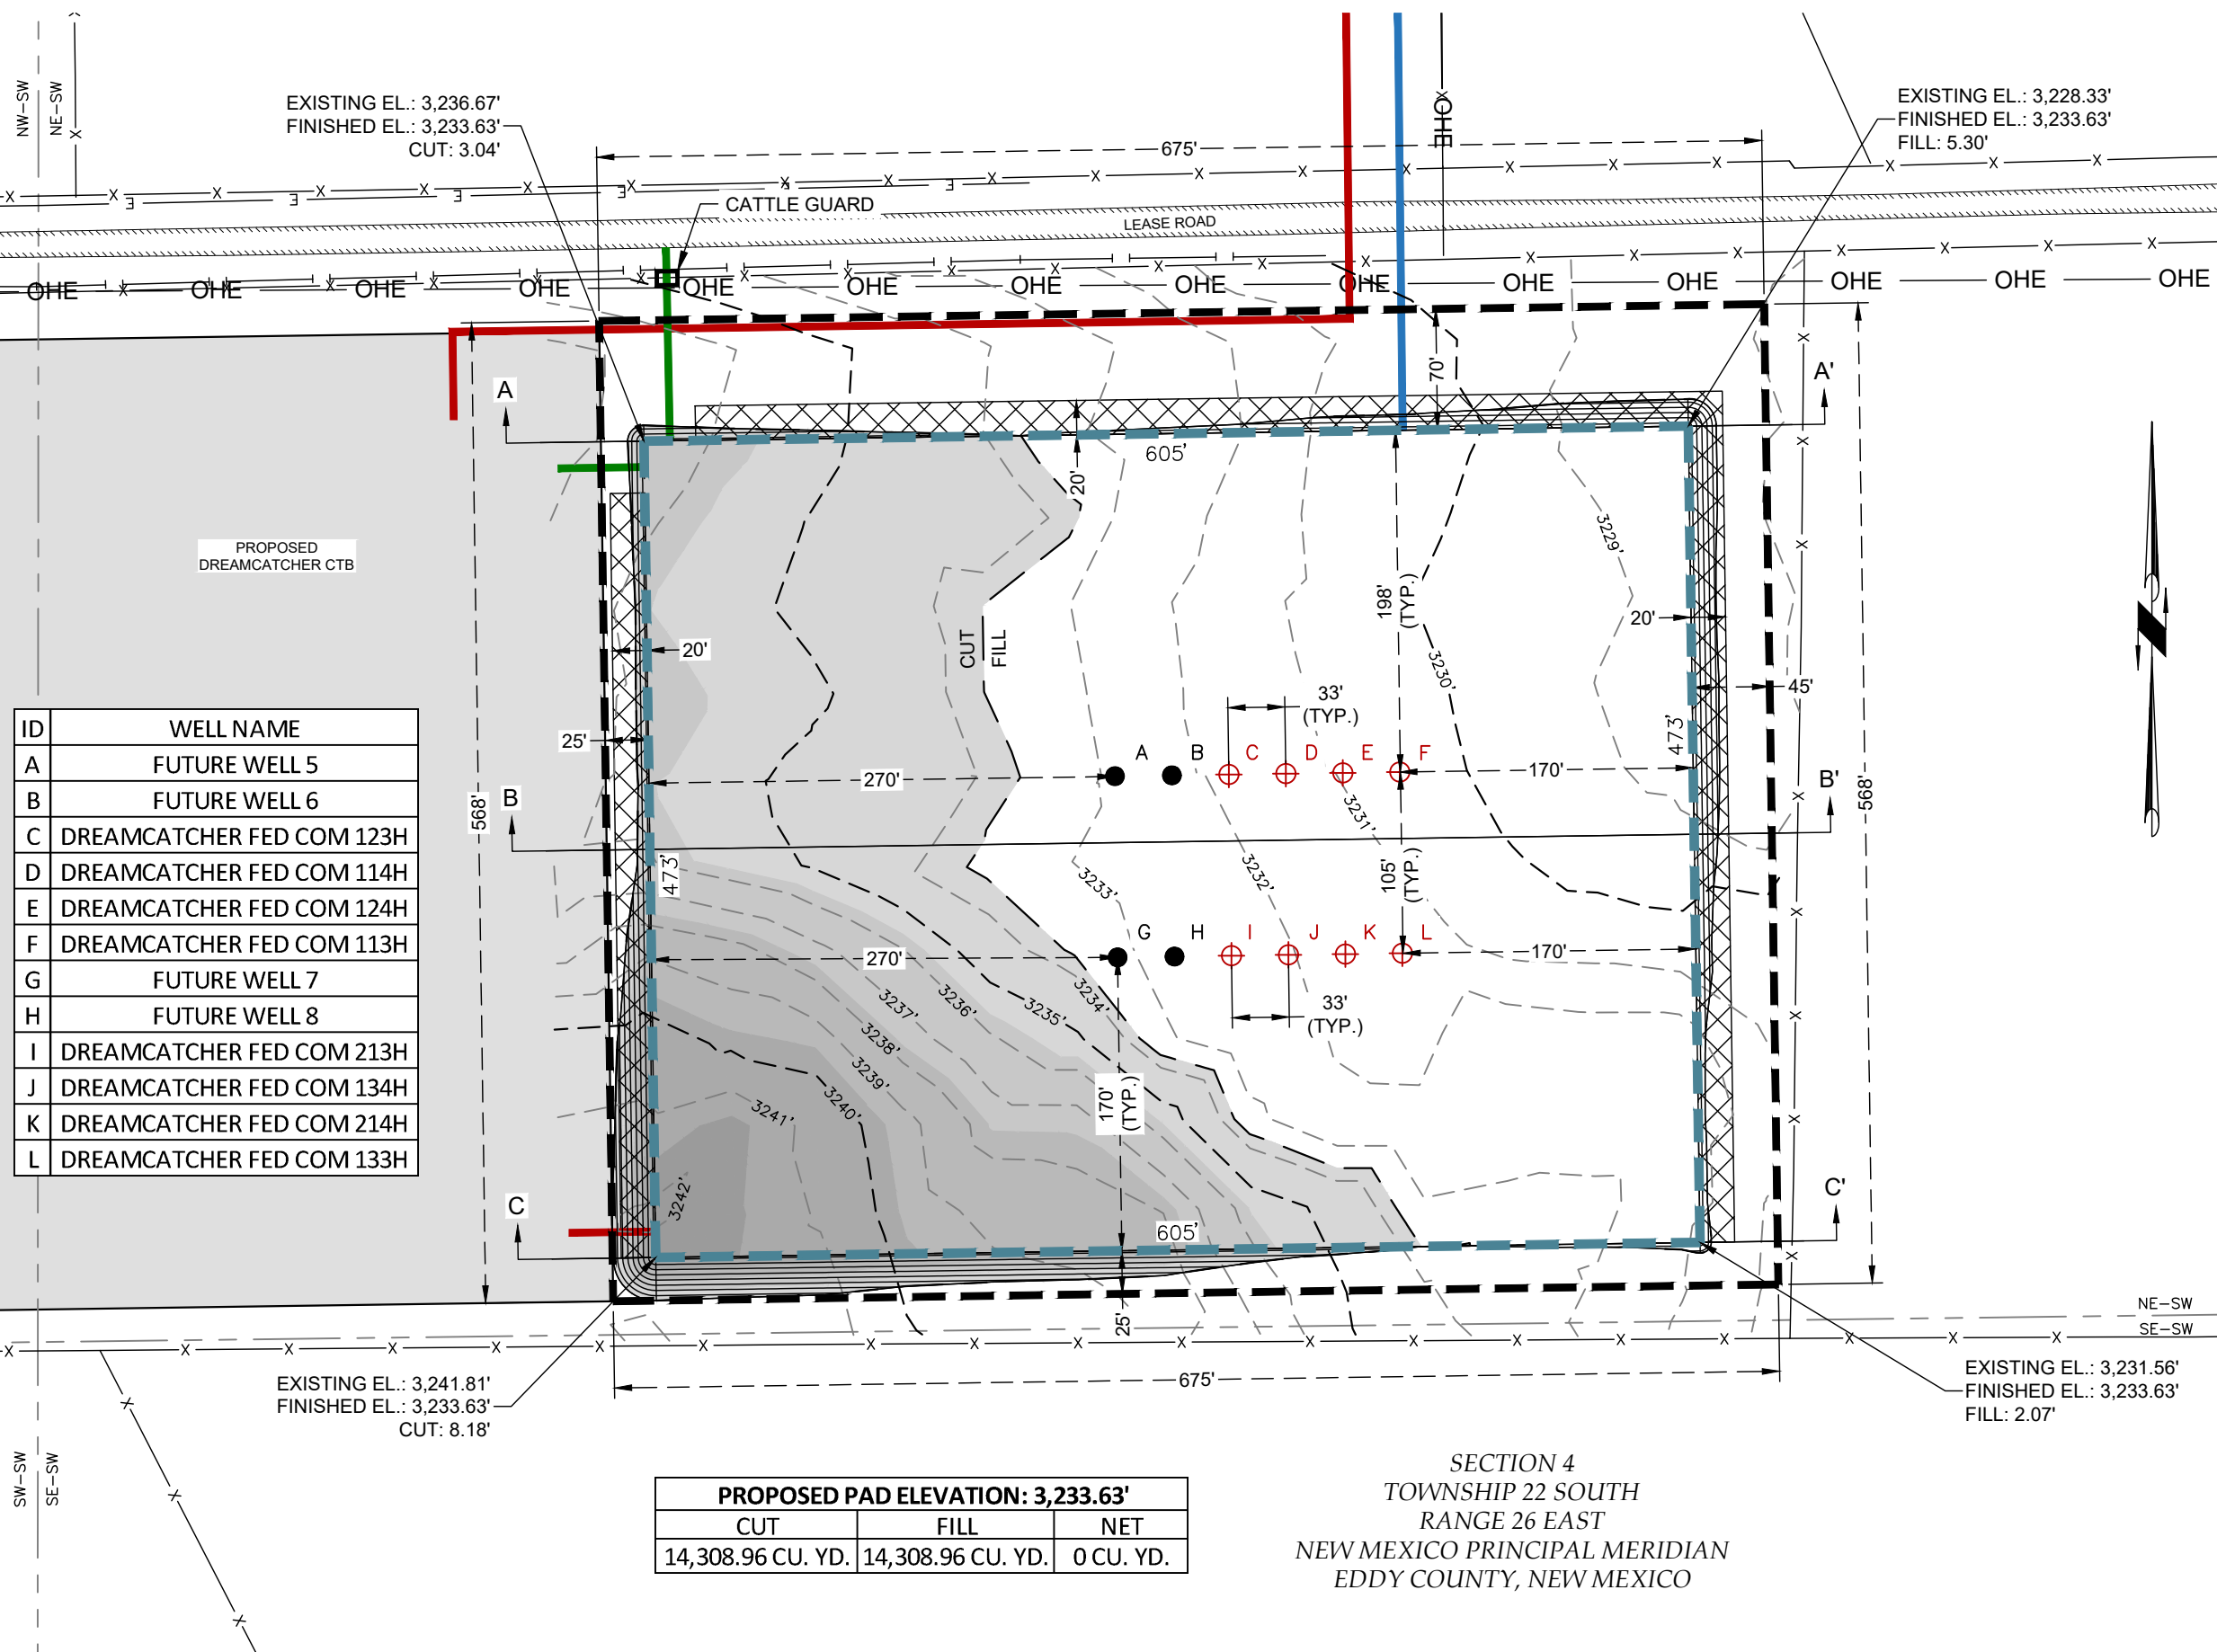 NW-SW
NE-SW
EXISTING EL.: 3,236.67'
FINISHED EL.: 3,233.63'
CUT: 3.04'
675'
OHE
EXISTING EL.: 3,228.33'
FINISHED EL.: 3,233.63'
FILL: 5.30'
CATTLE GUARD
LEASE ROAD
E E E E E E
OHE OHE OHE OHE OHE OHE OHE OHE OHE OHE OHE OHE OHE OHE
A
A'
70'
605'
20'
PROPOSED
DREAMCATCHER CTB
198'
(TYP.)
3229'
20'
20'
CUT
FILL
3230'
45'
25'
33'
(TYP.)
473'
A B C D E F
270'
170'
B
B'
568'
568'
3231'
105'
(TYP.)
473'
3233'
3232'
G H I J K L
270'
170'
33'
(TYP.)
3234'
3235'
3236'
3237'
3238'
3239'
3240'
3241'
3242'
170'
(TYP.)
C
C'
605'
25'
ID WELL NAME
A FUTURE WELL 5
B FUTURE WELL 6
C DREAMCATCHER FED COM 123H
D DREAMCATCHER FED COM 114H
E DREAMCATCHER FED COM 124H
F DREAMCATCHER FED COM 113H
G FUTURE WELL 7
H FUTURE WELL 8
I DREAMCATCHER FED COM 213H
J DREAMCATCHER FED COM 134H
K DREAMCATCHER FED COM 214H
L DREAMCATCHER FED COM 133H
NE-SW
SE-SW
675'
EXISTING EL.: 3,241.81'
FINISHED EL.: 3,233.63'
CUT: 8.18'
EXISTING EL.: 3,231.56'
FINISHED EL.: 3,233.63'
FILL: 2.07'
SW-SW
SE-SW
PROPOSED PAD ELEVATION: 3,233.63'
CUT FILL NET
14,308.96 CU. YD. 14,308.96 CU. YD. 0 CU. YD.
SECTION 4
TOWNSHIP 22 SOUTH
RANGE 26 EAST
NEW MEXICO PRINCIPAL MERIDIAN
EDDY COUNTY, NEW MEXICO